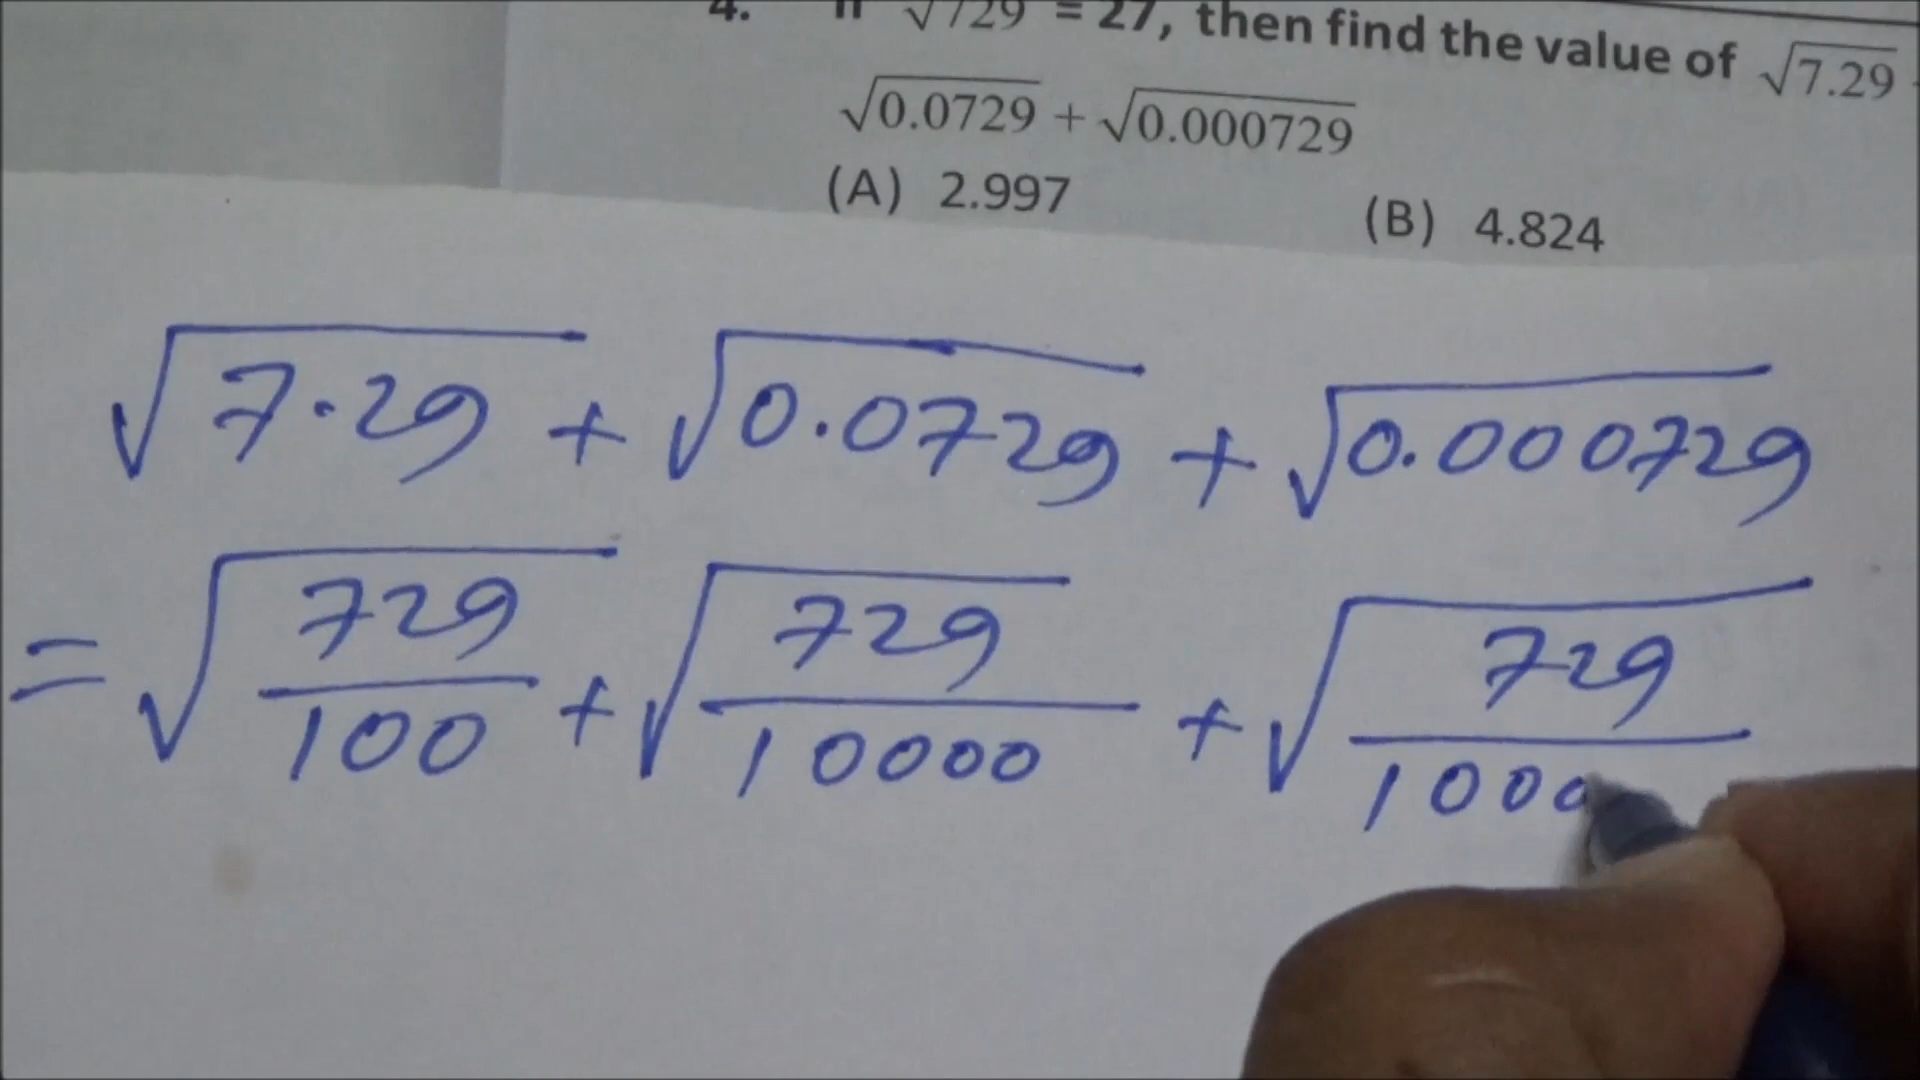 4. If √729 = 27, then find the value of √7.29
√0.0729 + √0.000729
(A) 2.997 (B) 4.824
√7.29 + √0.0729 + √0.000729
= √729/100 + √729/10000 + √729/1000